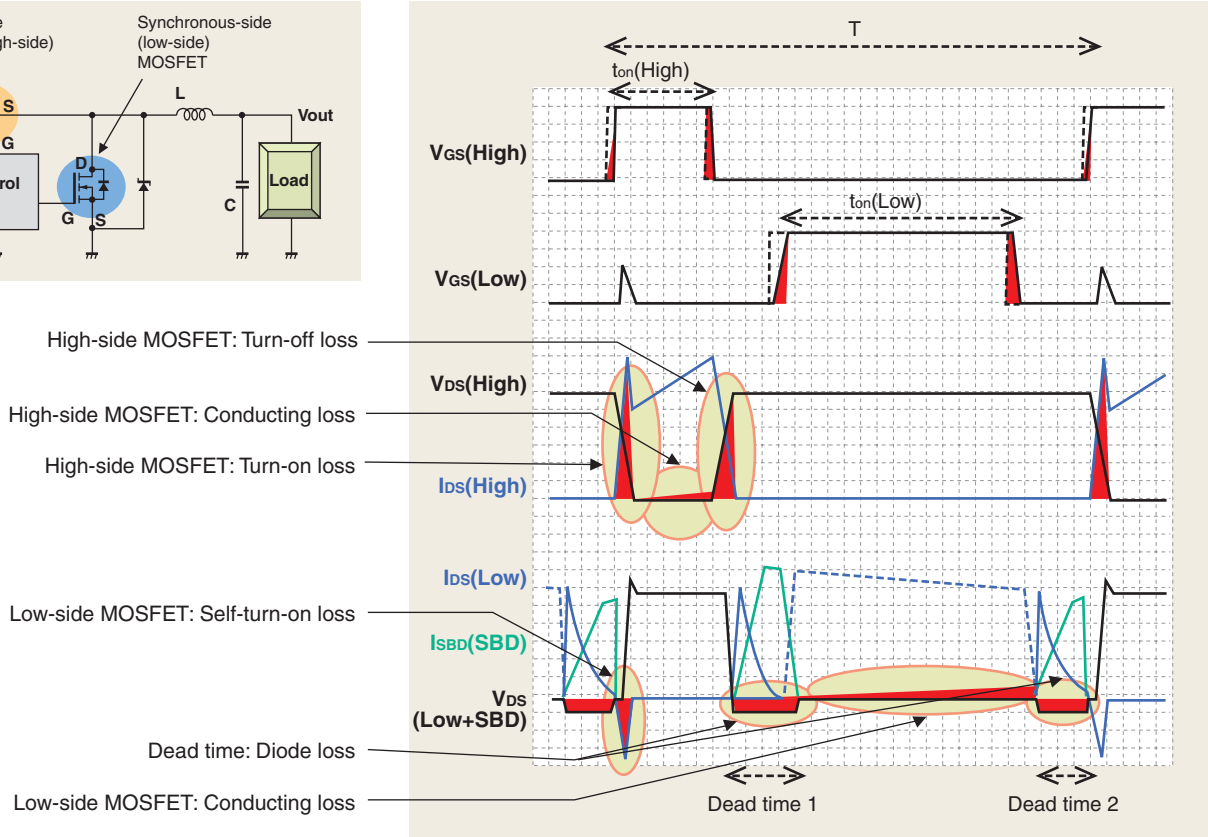 Synchronous-side
(low-side)
MOSFET
L
Vout
S
G
D
G
S
C
Load
T
ton(High)
VGS(High)
ton(Low)
VGS(Low)
High-side MOSFET: Turn-off loss
VDS(High)
High-side MOSFET: Conducting loss
High-side MOSFET: Turn-on loss
IDS(High)
IDS(Low)
Low-side MOSFET: Self-turn-on loss
ISBD(SBD)
VDS
(Low+SBD)
Dead time: Diode loss
Low-side MOSFET: Conducting loss
Dead time 1
Dead time 2